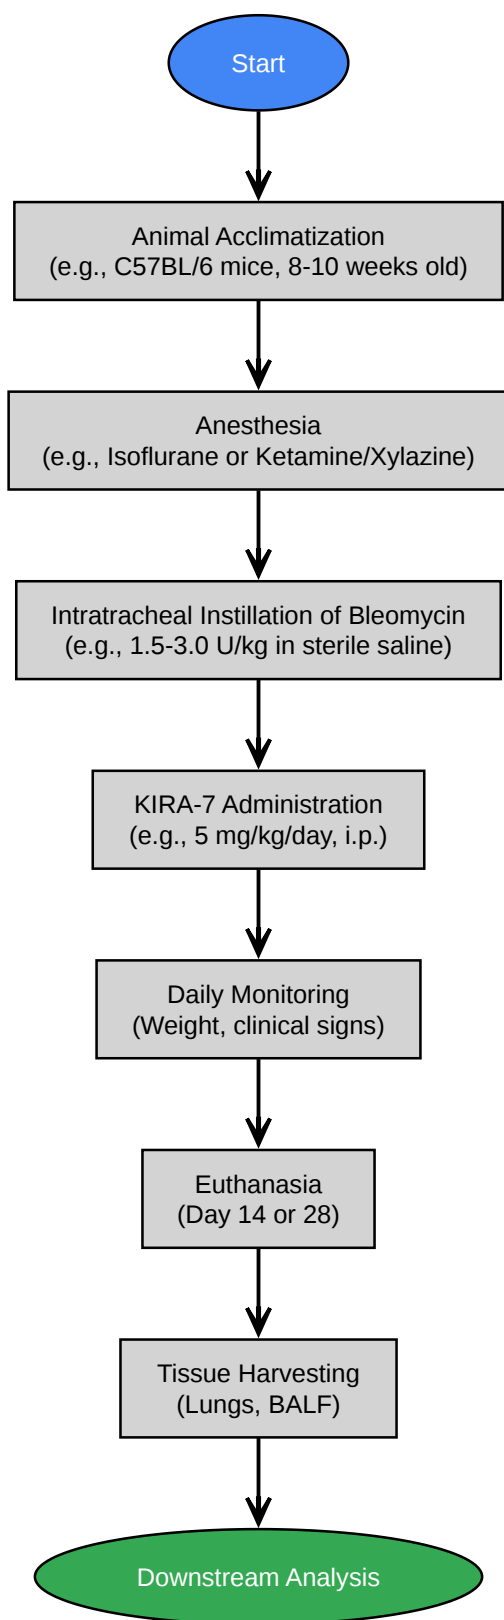 Start
Animal Acclimatization
(e.g., C57BL/6 mice, 8-10 weeks old)
Anesthesia
(e.g., Isoflurane or Ketamine/Xylazine)
Intratracheal Instillation of Bleomycin
(e.g., 1.5-3.0 U/kg in sterile saline)
KIRA-7 Administration
(e.g., 5 mg/kg/day, i.p.)
Daily Monitoring
(Weight, clinical signs)
Euthanasia
(Day 14 or 28)
Tissue Harvesting
(Lungs, BALF)
Downstream Analysis